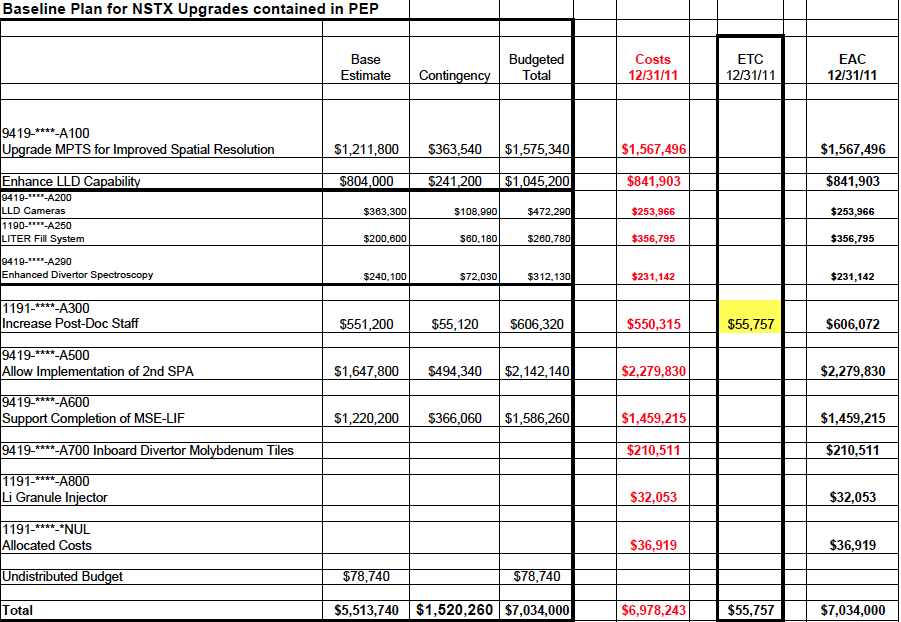 Baseline Plan for NSTX Upgrades contained in PEP
Base Estimate Contingency Budgeted Total Costs 12/31/11 ETC 12/31/11 EAC 12/31/11
9419-****-A100
Upgrade MPTS for Improved Spatial Resolution $1,211,800 $363,540 $1,575,340 $1,567,496 $1,567,496
Enhance LLD Capability $804,000 $241,200 $1,045,200 $841,903 $841,903
9419-****-A200
LLD Cameras $363,300 $108,990 $472,290 $253,966 $253,966
1190-****-A250
LITER Fill System $200,600 $60,180 $260,780 $356,795 $356,795
9419-****-A290
Enhanced Divertor Spectroscopy $240,100 $72,030 $312,130 $231,142 $231,142
1191-****-A300
Increase Post-Doc Staff $551,200 $55,120 $606,320 $550,315 $55,757 $606,072
9419-****-A500
Allow Implementation of 2nd SPA $1,647,800 $494,340 $2,142,140 $2,279,830 $2,279,830
9419-****-A600
Support Completion of MSE-LIF $1,220,200 $366,060 $1,586,260 $1,459,215 $1,459,215
9419-****-A700 Inboard Divertor Molybdenum Tiles $210,511 $210,511
1191-****-A800
Li Granule Injector $32,053 $32,053
1191-****-*NUL
Allocated Costs $36,919 $36,919
Undistributed Budget $78,740 $78,740
Total $5,513,740 $1,520,260 $7,034,000 $6,978,243 $55,757 $7,034,000